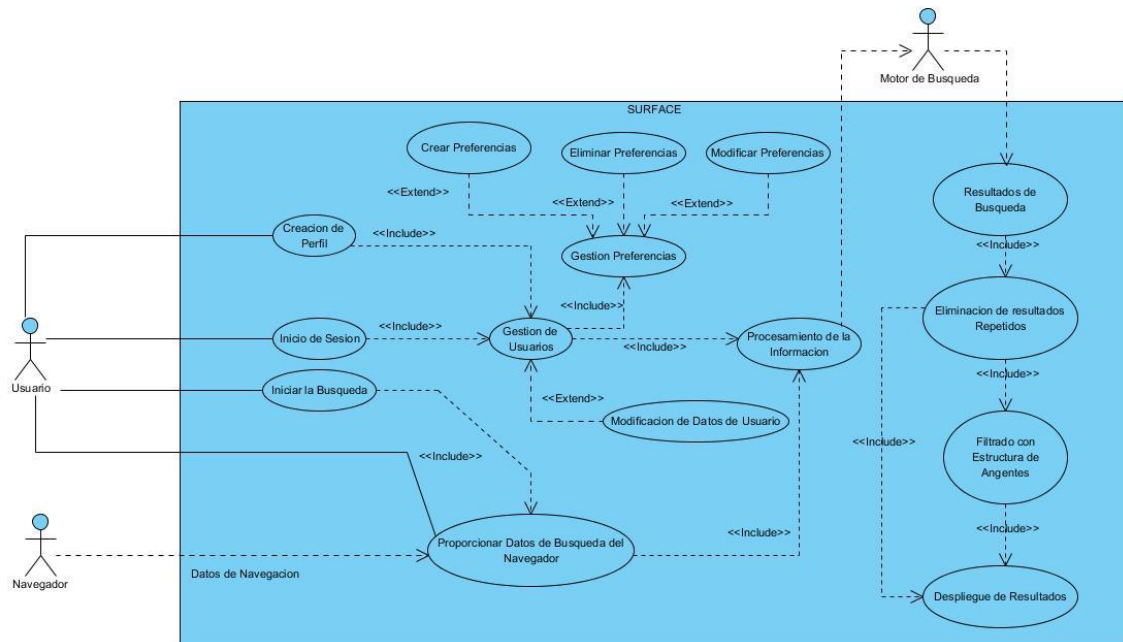 Motor de Busqueda
SURFACE
Crear Preferencias
Eliminar Preferencias
Modificar Preferencias
<<Extend>>
<<Extend>>
<<Extend>>
Resultados de
Busqueda
Creacion de
Perfil
<<Include>>
<<Include>>
Gestion Preferencias
<<Include>>
Eliminacion de resultados
Repetidos
Inicio de Sesion
<<Include>>
Gestion de
Usuarios
<<Include>>
Procesamiento de la
Informacion
Usuario
Iniciar la Busqueda
<<Include>>
<<Extend>>
Modificacion de Datos de Usuario
<<Include>>
Filtrado con
Estructura de
Angentes
<<Include>>
<<Include>>
<<Include>>
Proporcionar Datos de Busqueda del
Navegador
Datos de Navegacion
Navegador
Despliegue de Resultados